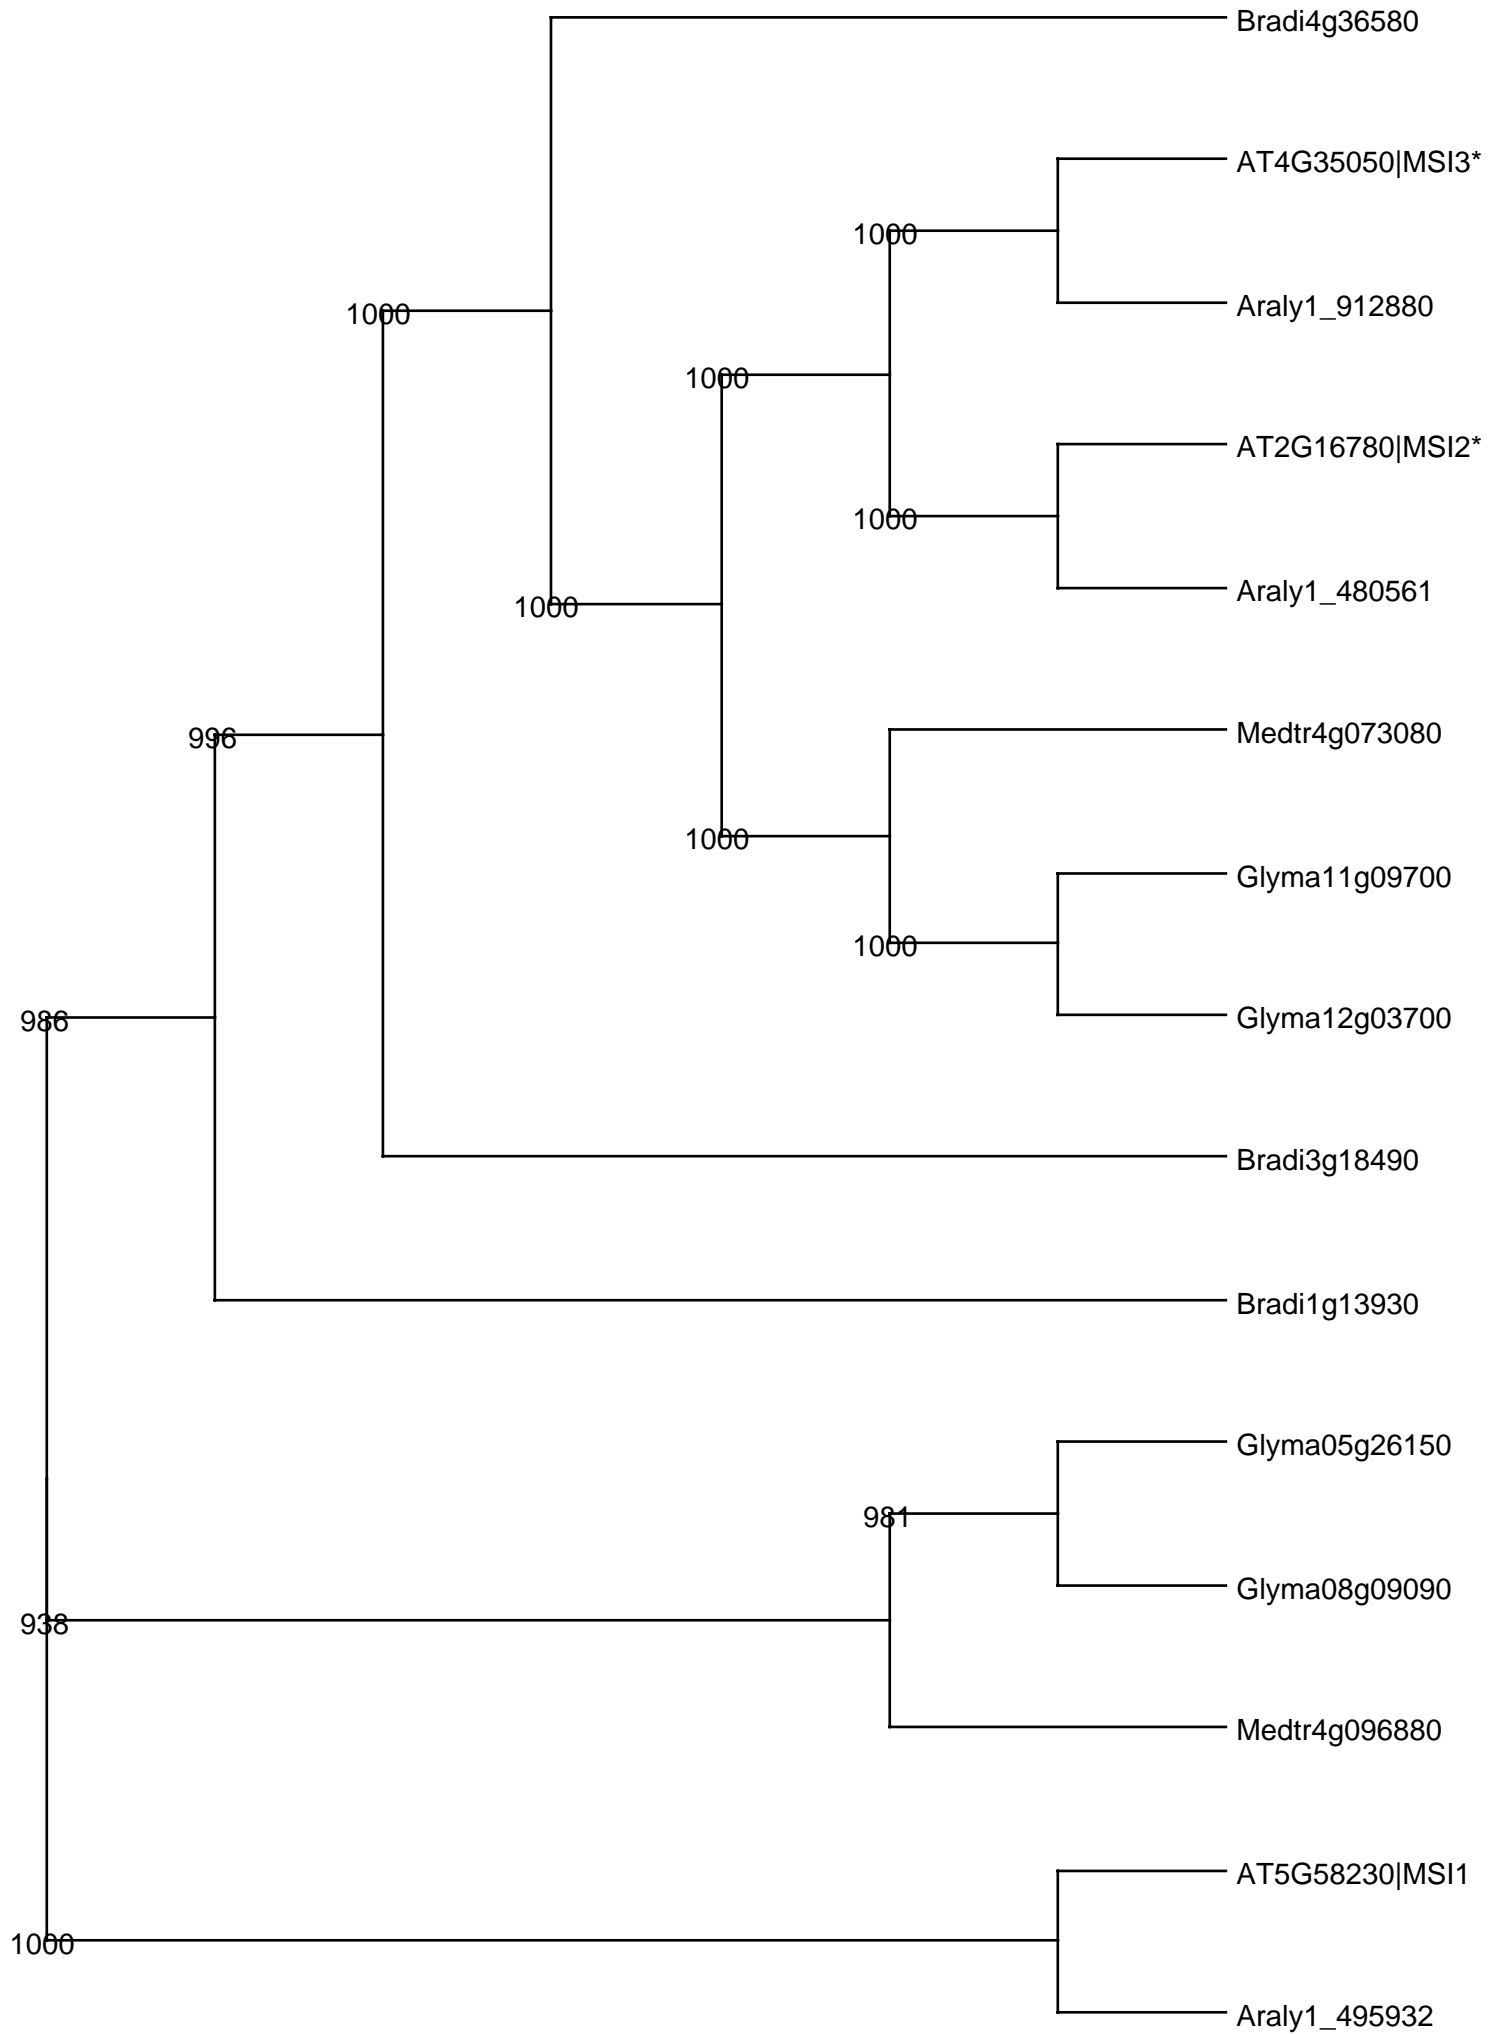 Bradi4g36580
AT4G35050|MSI3*
1000
Araly1_912880
1000
1000
AT2G16780|MSI2*
1000
Araly1_480561
1000
Medtr4g073080
996
1000
Glyma11g09700
1000
Glyma12g03700
986
Bradi3g18490
Bradi1g13930
Glyma05g26150
981
Glyma08g09090
938
Medtr4g096880
AT5G58230|MSI1
1000
Araly1_495932